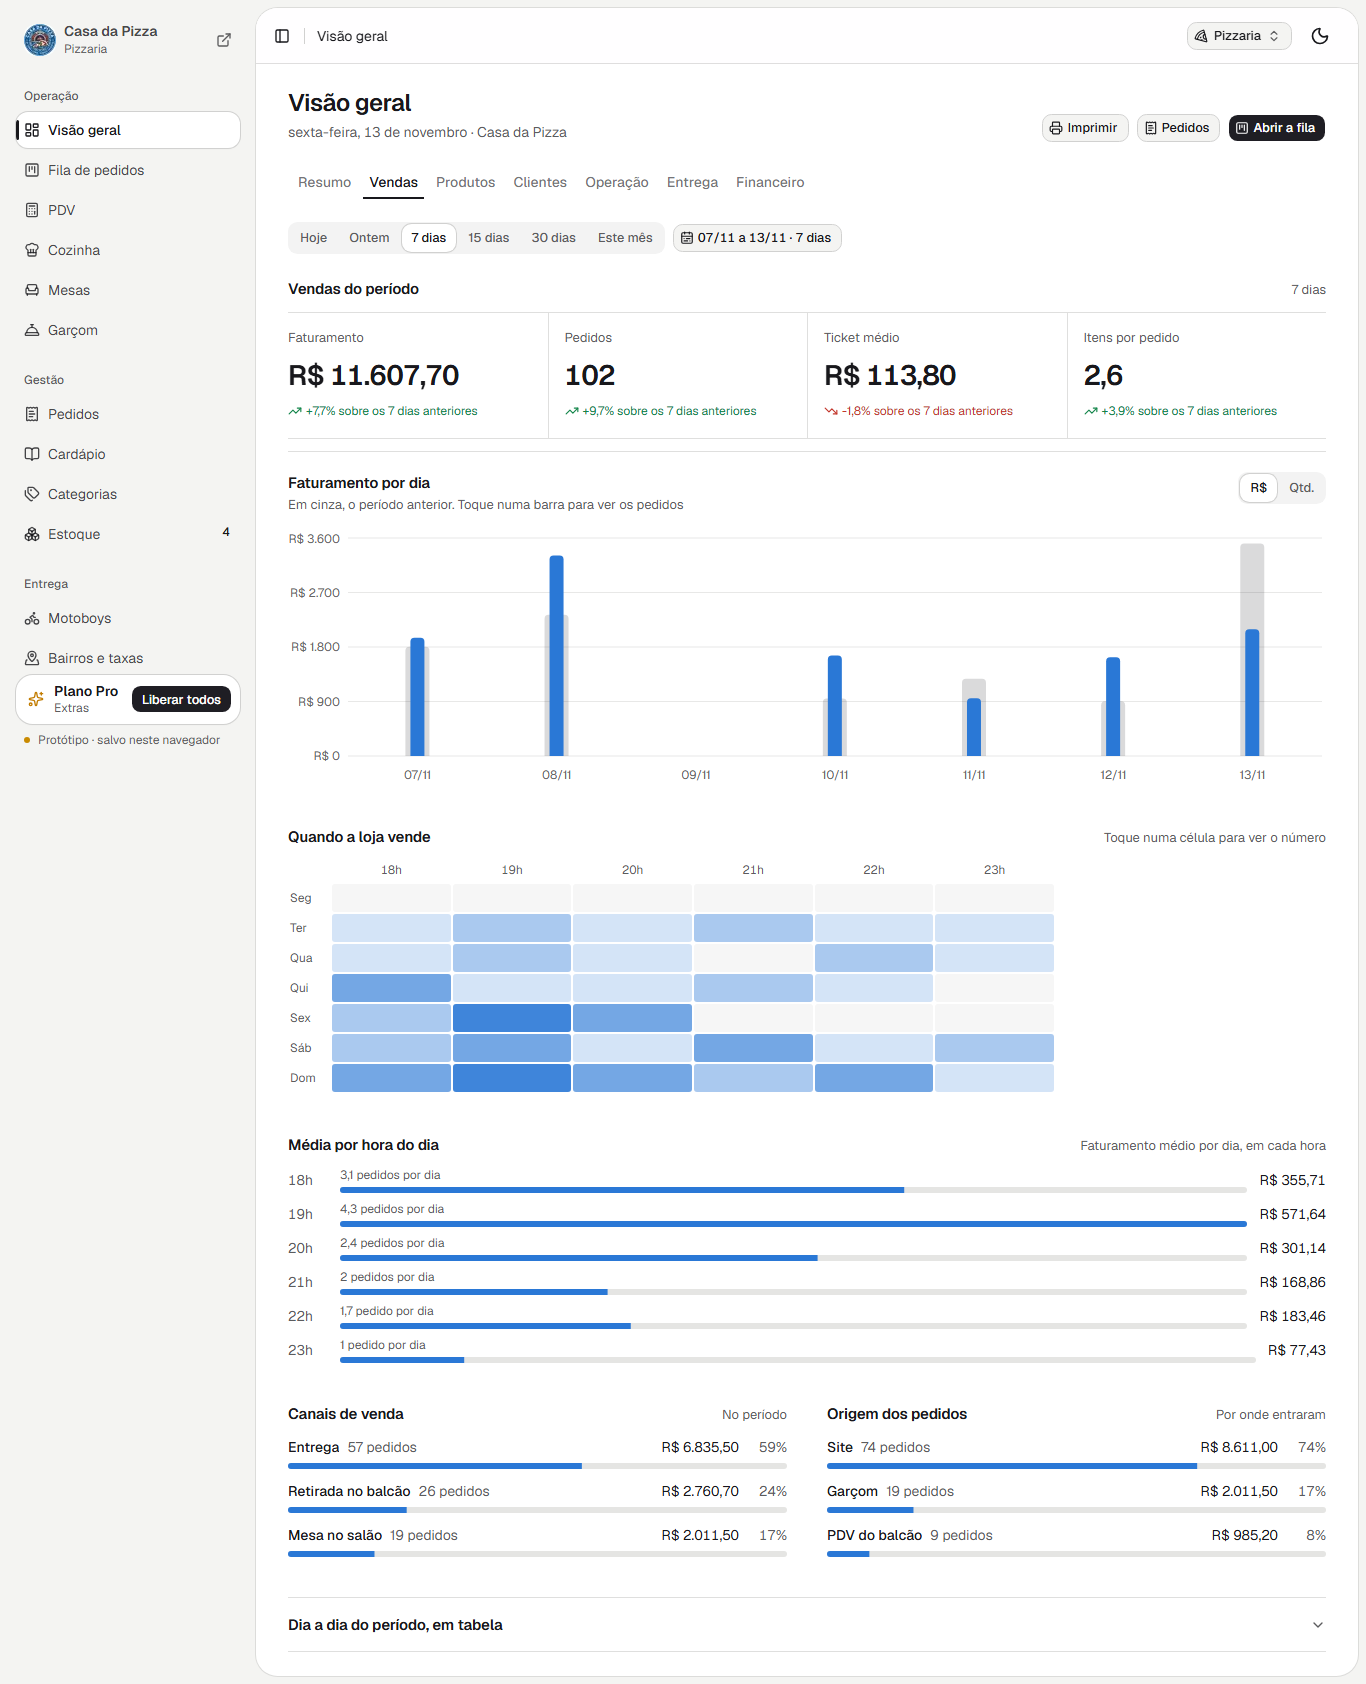 Casa da Pizza
Pizzaria
Operação
Visão geral
Fila de pedidos
PDV
Cozinha
Mesas
Garçom
Gestão
Pedidos
Cardápio
Categorias
Estoque 4
Entrega
Motoboys
Bairros e taxas
Plano Pro
Extras
Liberar todos
Protótipo · salvo neste navegador
Visão geral
Pizzaria
Visão geral
sexta-feira, 13 de novembro · Casa da Pizza
Imprimir Pedidos Abrir a fila
Resumo Vendas Produtos Clientes Operação Entrega Financeiro
Hoje Ontem 7 dias 15 dias 30 dias Este mês 07/11 a 13/11 · 7 dias
Vendas do período 7 dias
Faturamento
R$ 11.607,70
+7,7% sobre os 7 dias anteriores
Pedidos
102
+9,7% sobre os 7 dias anteriores
Ticket médio
R$ 113,80
-1,8% sobre os 7 dias anteriores
Itens por pedido
2,6
+3,9% sobre os 7 dias anteriores
Faturamento por dia
Em cinza, o período anterior. Toque numa barra para ver os pedidos
R$ Qtd.
R$ 3.600
R$ 2.700
R$ 1.800
R$ 900
R$ 0
07/11 08/11 09/11 10/11 11/11 12/11 13/11
Quando a loja vende Toque numa célula para ver o número
18h 19h 20h 21h 22h 23h
Seg
Ter
Qua
Qui
Sex
Sáb
Dom
Média por hora do dia Faturamento médio por dia, em cada hora
18h 3,1 pedidos por dia R$ 355,71
19h 4,3 pedidos por dia R$ 571,64
20h 2,4 pedidos por dia R$ 301,14
21h 2 pedidos por dia R$ 168,86
22h 1,7 pedido por dia R$ 183,46
23h 1 pedido por dia R$ 77,43
Canais de venda No período
Entrega 57 pedidos R$ 6.835,50 59%
Retirada no balcão 26 pedidos R$ 2.760,70 24%
Mesa no salão 19 pedidos R$ 2.011,50 17%
Origem dos pedidos Por onde entraram
Site 74 pedidos R$ 8.611,00 74%
Garçom 19 pedidos R$ 2.011,50 17%
PDV do balcão 9 pedidos R$ 985,20 8%
Dia a dia do período, em tabela